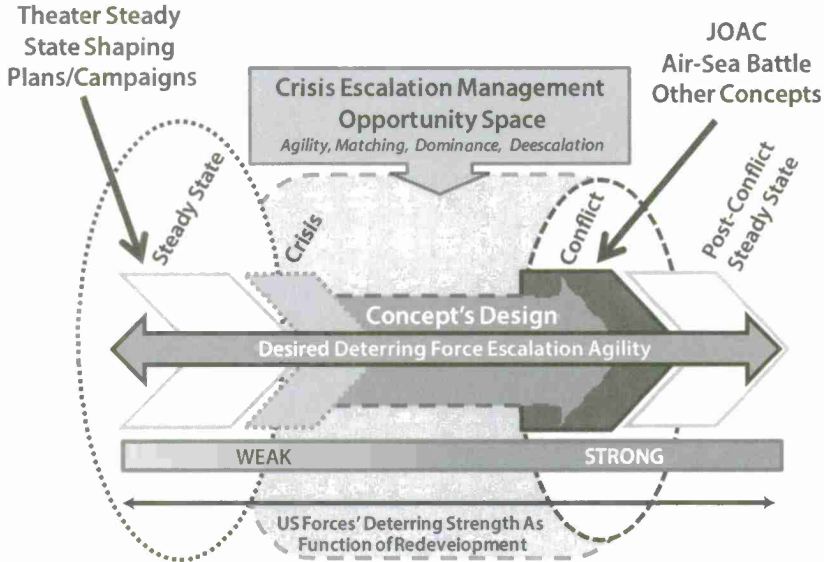 Theater Steady
State Shaping
Plans/Campaigns
JOAC
Air-Sea Battle
Other Concepts
Crisis Escalation Management
Opportunity Space
Agility, Matching, Dominance, Deescalation
Steady State
Crisis
Conflict
Post-Conflict
Steady State
Concept's Design
Desired Deterring Force Escalation Agility
WEAK
STRONG
US Forces' Deterring Strength As
Function of Redeveiopment